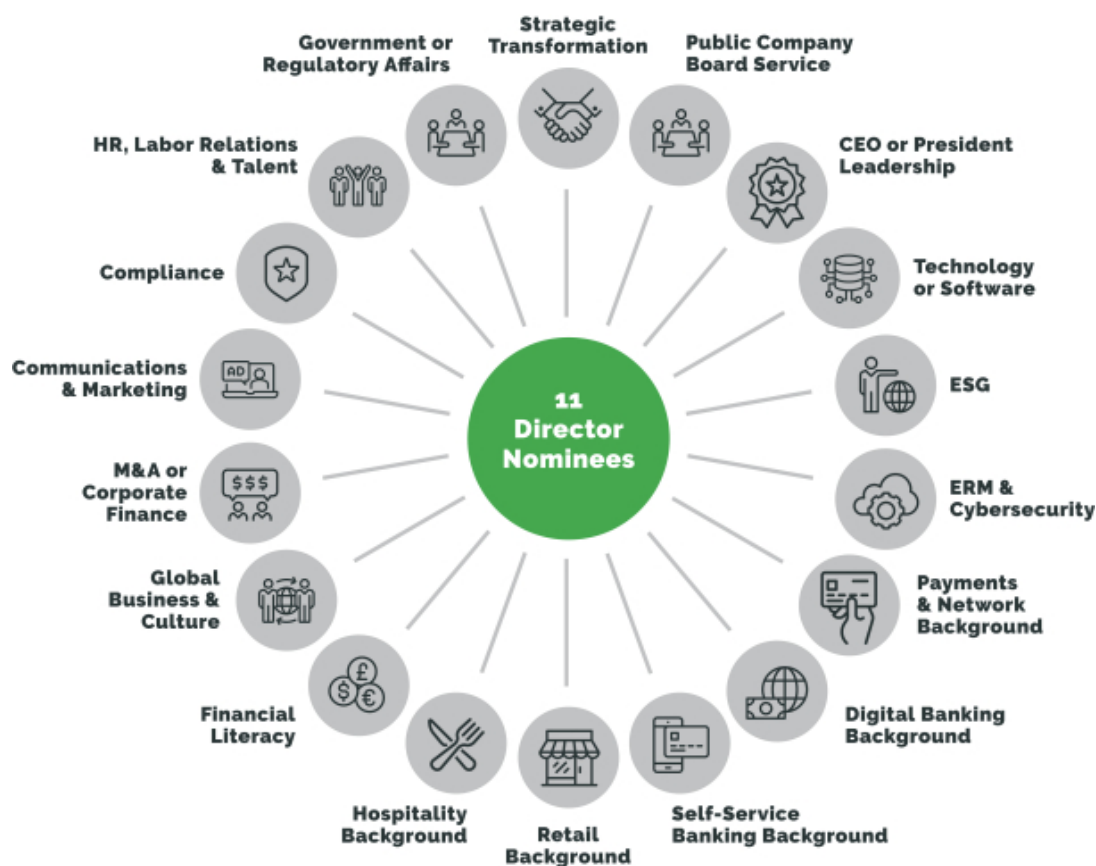 Strategic
Transformation
Public Company
Board Service
CEO or President
Leadership
Technology
or Software
ESG
ERM &
Cybersecurity
Payments
& Network
Background
Digital Banking
Background
Self-Service
Banking Background
Retail
Background
Hospitality
Background
Financial
Literacy
Global
Business &
Culture
M&A or
Corporate
Finance
$$$
Communications
& Marketing
AD
Compliance
HR, Labor Relations
& Talent
Government or
Regulatory Affairs
11
Director
Nominees
£
$
€